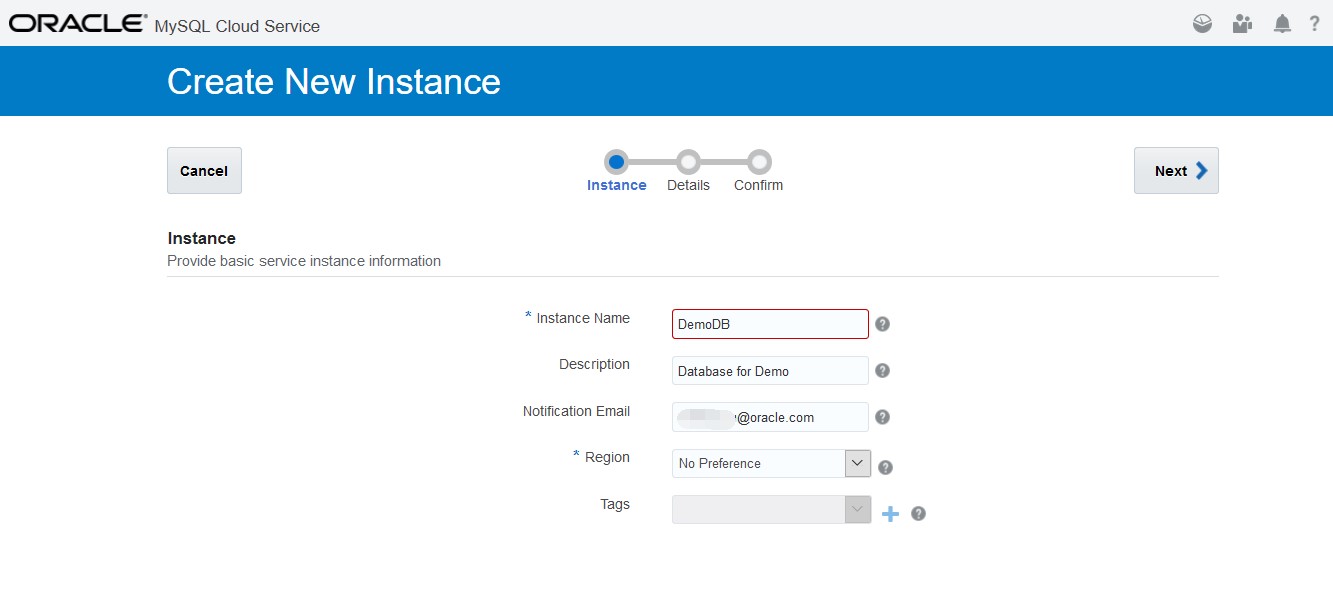 ORACLE® MySQL Cloud Service ?
Create New Instance
Cancel
Instance Details Confirm
Next
Instance
Provide basic service instance information
* Instance Name DemoDB ?
Description Database for Demo ?
Notification Email @oracle.com ?
* Region No Preference ?
Tags + ?